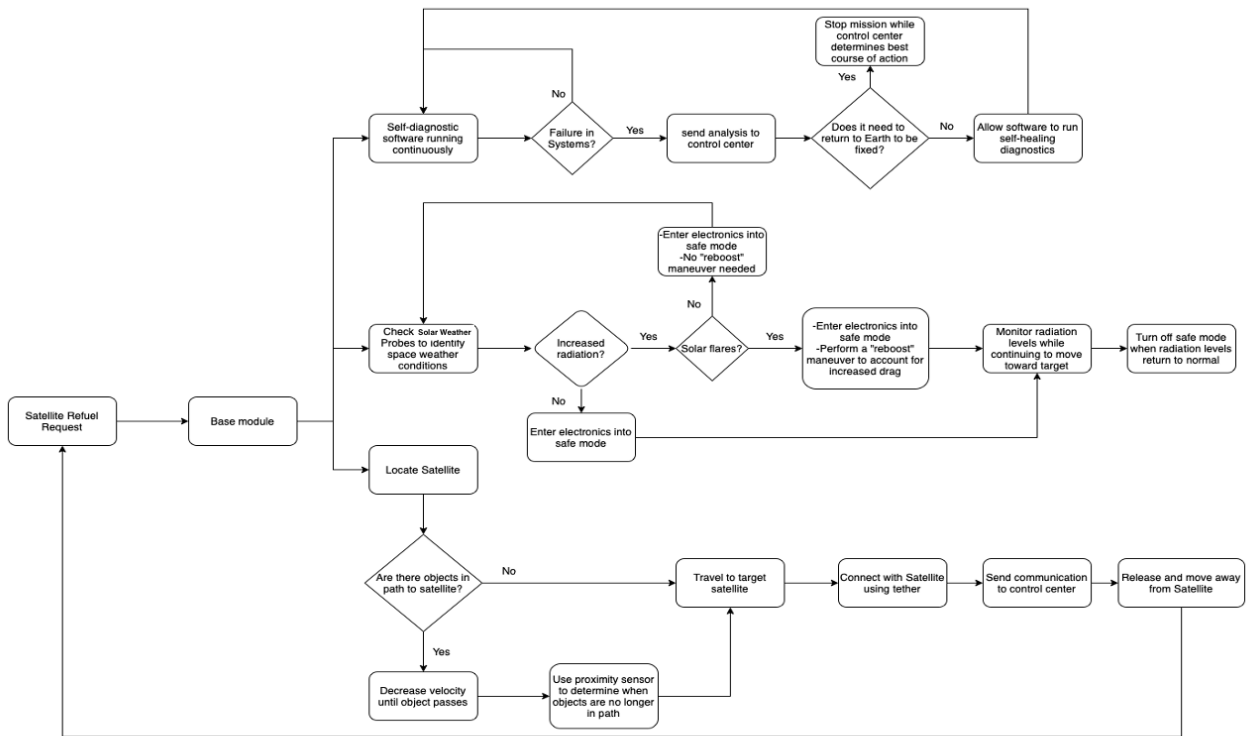 Stop mission while
control center
determines best
course of action
Yes
No
Self-diagnostic
software running
continuously
Failure in
Systems?
Yes
send analysis to
control center
Does it need to
return to Earth to be
fixed?
No
Allow software to run
self-healing
diagnostics
-Enter electronics into
safe mode
-No "reboost"
maneuver needed
No
Check Solar Weather
Probes to identity
space weather
conditions
Increased
radiation?
Yes
Solar flares?
Yes
-Enter electronics into
safe mode
-Perform a "reboost"
maneuver to account for
increased drag
Monitor radiation
levels while
continuing to move
toward target
Turn off safe mode
when radiation levels
return to normal
No
Enter electronics into
safe mode
Satellite Refuel
Request
Base module
Locate Satellite
Are there objects in
path to satellite?
No
Travel to target
satellite
Connect with Satellite
using tether
Send communication
to control center
Release and move away
from Satellite
Yes
Decrease velocity
until object passes
Use proximity sensor
to determine when
objects are no longer
in path